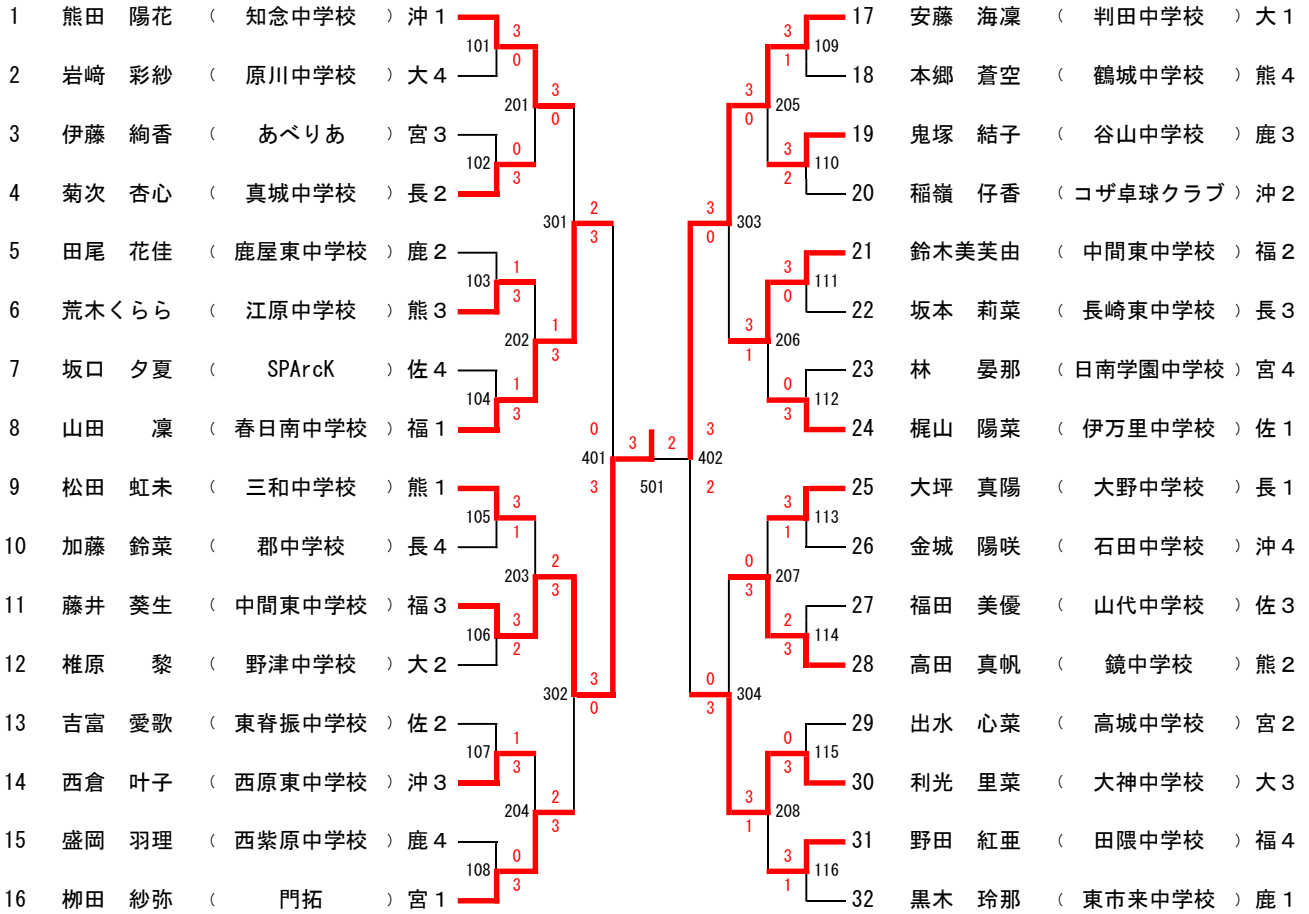 1 熊田　陽花 （ 知念中学校 ） 沖１
2 岩﨑　彩紗 （ 原川中学校 ） 大４
3 伊藤　絢香 （ あべりあ ） 宮３
4 菊次　杏心 （ 真城中学校 ） 長２
5 田尾　花佳 （ 鹿屋東中学校 ） 鹿２
6 荒木くらら （ 江原中学校 ） 熊３
7 坂口　夕夏 （ SPArcK ） 佐４
8 山田　　凜 （ 春日南中学校 ） 福１
9 松田　虹未 （ 三和中学校 ） 熊１
10 加藤　鈴菜 （ 郡中学校 ） 長４
11 藤井　葵生 （ 中間東中学校 ） 福３
12 椎原　　黎 （ 野津中学校 ） 大２
13 吉富　愛歌 （ 東脊振中学校 ） 佐２
14 西倉　叶子 （ 西原東中学校 ） 沖３
15 盛岡　羽理 （ 西紫原中学校 ） 鹿４
16 栁田　紗弥 （ 門拓 ） 宮１
3
101
0
0
102
3
1
103
3
1
104
3
3
105
1
3
106
2
1
107
3
0
108
3
3
201
0
1
202
3
2
203
3
2
204
3
2
301
3
3
302
0
0
401
3
3 2
501
3
402
2
3
303
0
0
304
3
3
205
0
3
206
1
0
207
3
3
208
1
3
109
1
3
110
2
3
111
0
0
112
3
3
113
1
2
114
3
0
115
3
3
116
1
17 安藤　海凜 （ 判田中学校 ） 大１
18 本郷　蒼空 （ 鶴城中学校 ） 熊４
19 鬼塚　結子 （ 谷山中学校 ） 鹿３
20 稲嶺　仔香 （ コザ卓球クラブ ） 沖２
21 鈴木美芙由 （ 中間東中学校 ） 福２
22 坂本　莉菜 （ 長崎東中学校 ） 長３
23 林　　晏那 （ 日南学園中学校 ） 宮４
24 梶山　陽菜 （ 伊万里中学校 ） 佐１
25 大坪　真陽 （ 大野中学校 ） 長１
26 金城　陽咲 （ 石田中学校 ） 沖４
27 福田　美優 （ 山代中学校 ） 佐３
28 高田　真帆 （ 鏡中学校 ） 熊２
29 出水　心菜 （ 高城中学校 ） 宮２
30 利光　里菜 （ 大神中学校 ） 大３
31 野田　紅亜 （ 田隈中学校 ） 福４
32 黒木　玲那 （ 東市来中学校 ） 鹿１